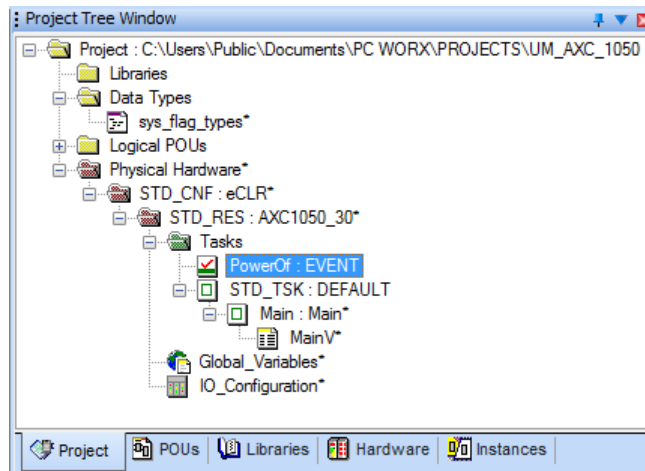 Project Tree Window
Project : C:\Users\Public\Documents\PC WORX\PROJECTS\UM_AXC_1050
Libraries
Data Types
sys_flag_types*
Logical POUs
Physical Hardware*
STD_CNF : eCLR*
STD_RES : AXC1050_30*
Tasks
PowerOf : EVENT
STD_TSK : DEFAULT
Main : Main*
MainV*
Global_Variables*
IO_Configuration*
Project POUs Libraries Hardware Instances